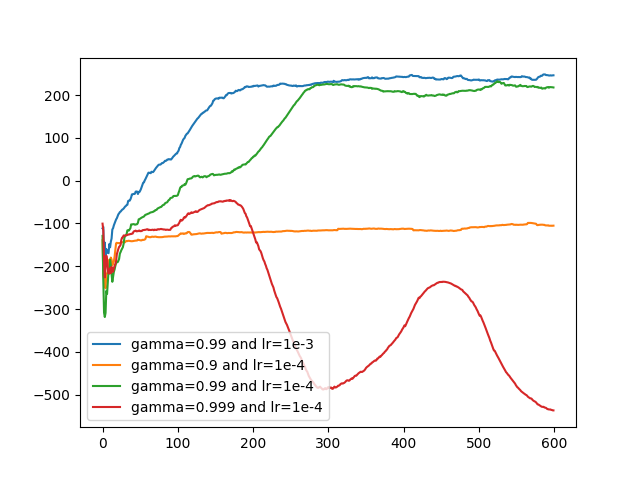 200
100
0
−100
−200
−300
−400
−500
gamma=0.99 and lr=1e-3
gamma=0.9 and lr=1e-4
gamma=0.99 and lr=1e-4
gamma=0.999 and lr=1e-4
0 100 200 300 400 500 600